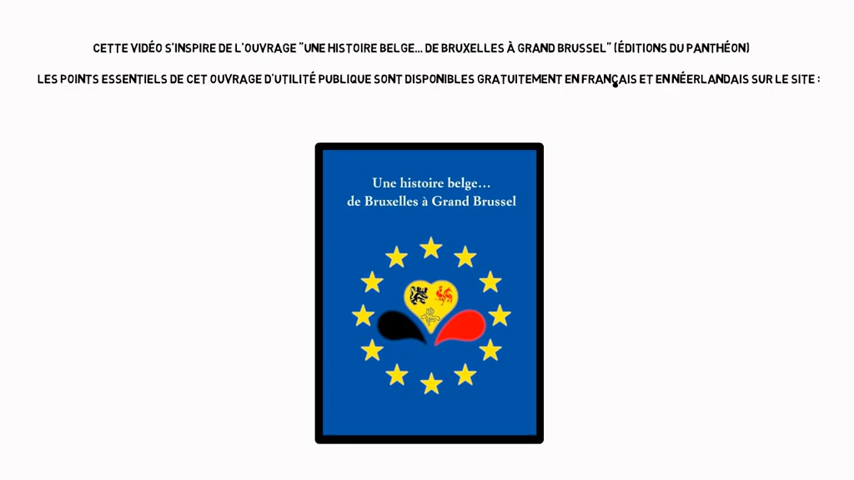 CETTE VIDÉO S'INSPIRE DE L'OUVRAGE "UNE HISTOIRE BELGE... DE BRUXELLES À GRAND BRUSSEL" (ÉDITIONS DU PANTHÉON)
LES POINTS ESSENTIELS DE CET OUVRAGE D'UTILITÉ PUBLIQUE SONT DISPONIBLES GRATUITEMENT EN FRANÇAIS ET EN NÉERLANDAIS SUR LE SITE :
Une histoire belge...
de Bruxelles à Grand Brussel